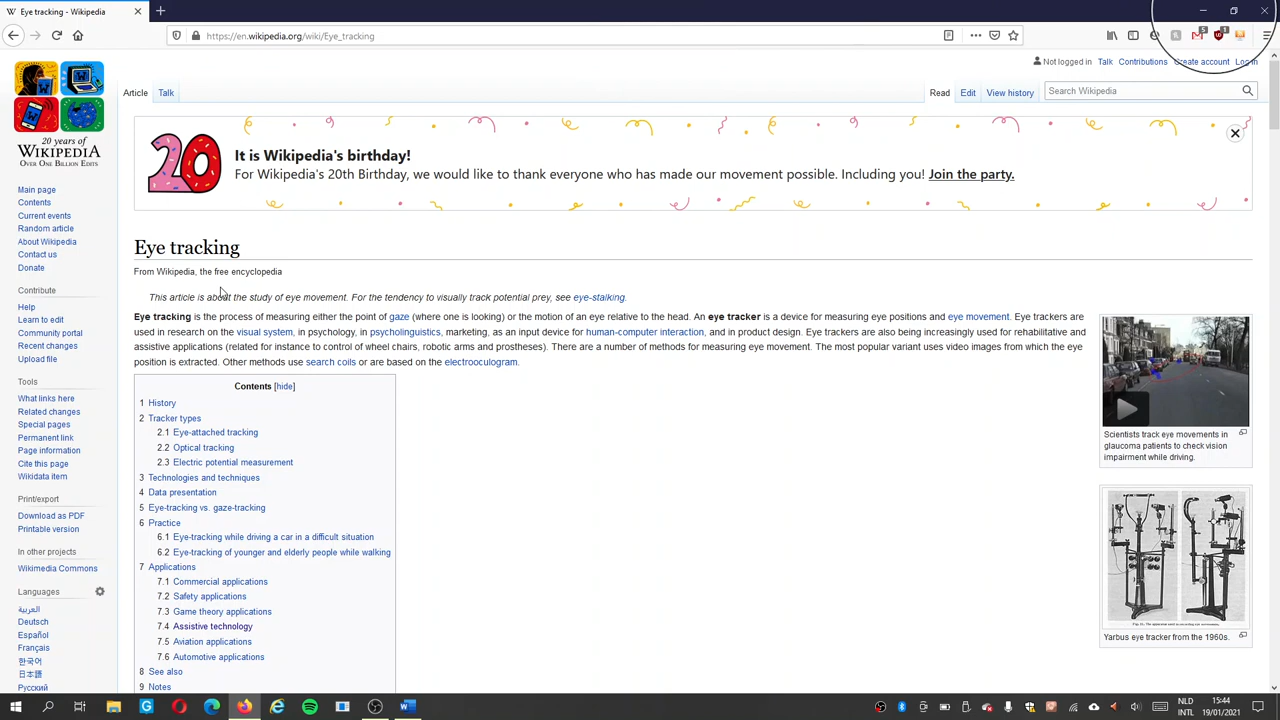 Eye tracking - Wikipedia
https://en.wikipedia.org/wiki/Eye_tracking
Not logged in Talk Contributions Create account Log in
Article Talk
Read Edit View history
Search Wikipedia
20 years of
WIKIPEDIA
OVER ONE BILLION EDITS
20
It is Wikipedia's birthday!
For Wikipedia's 20th Birthday, we would like to thank everyone who has made our movement possible. Including you! Join the party.
Main page
Contents
Current events
Random article
About Wikipedia
Contact us
Donate
Contribute
Help
Learn to edit
Community portal
Recent changes
Upload file
Tools
What links here
Related changes
Special pages
Permanent link
Page information
Cite this page
Wikidata item
Print/export
Download as PDF
Printable version
In other projects
Wikimedia Commons
Languages
العربية
Deutsch
Español
Français
한국어
日本語
Русский
Eye tracking
From Wikipedia, the free encyclopedia
This article is about the study of eye movement. For the tendency to visually track potential prey, see eye-stalking.
Eye tracking is the process of measuring either the point of gaze (where one is looking) or the motion of an eye relative to the head. An eye tracker is a device for measuring eye positions and eye movement. Eye trackers are
used in research on the visual system, in psychology, in psycholinguistics, marketing, as an input device for human-computer interaction, and in product design. Eye trackers are also being increasingly used for rehabilitative and
assistive applications (related for instance to control of wheel chairs, robotic arms and prostheses). There are a number of methods for measuring eye movement. The most popular variant uses video images from which the eye
position is extracted. Other methods use search coils or are based on the electrooculogram.
Contents [hide]
1 History
2 Tracker types
2.1 Eye-attached tracking
2.2 Optical tracking
2.3 Electric potential measurement
3 Technologies and techniques
4 Data presentation
5 Eye-tracking vs. gaze-tracking
6 Practice
6.1 Eye-tracking while driving a car in a difficult situation
6.2 Eye-tracking of younger and elderly people while walking
7 Applications
7.1 Commercial applications
7.2 Safety applications
7.3 Game theory applications
7.4 Assistive technology
7.5 Aviation applications
7.6 Automotive applications
8 See also
9 Notes
Scientists track eye movements in
glaucoma patients to check vision
impairment while driving.
Yarbus eye tracker from the 1960s.
NLD
INTL
15:44
19/01/2021